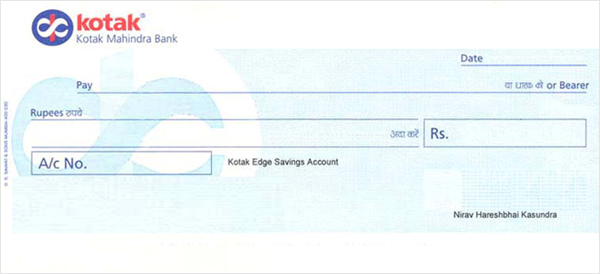 kotak®
Kotak Mahindra Bank
Date
Pay या धारक को or Bearer
Rupees रुपये
अदा करें Rs.
A/c No. Kotak Edge Savings Account
Nirav Hareshbhai Kasundra